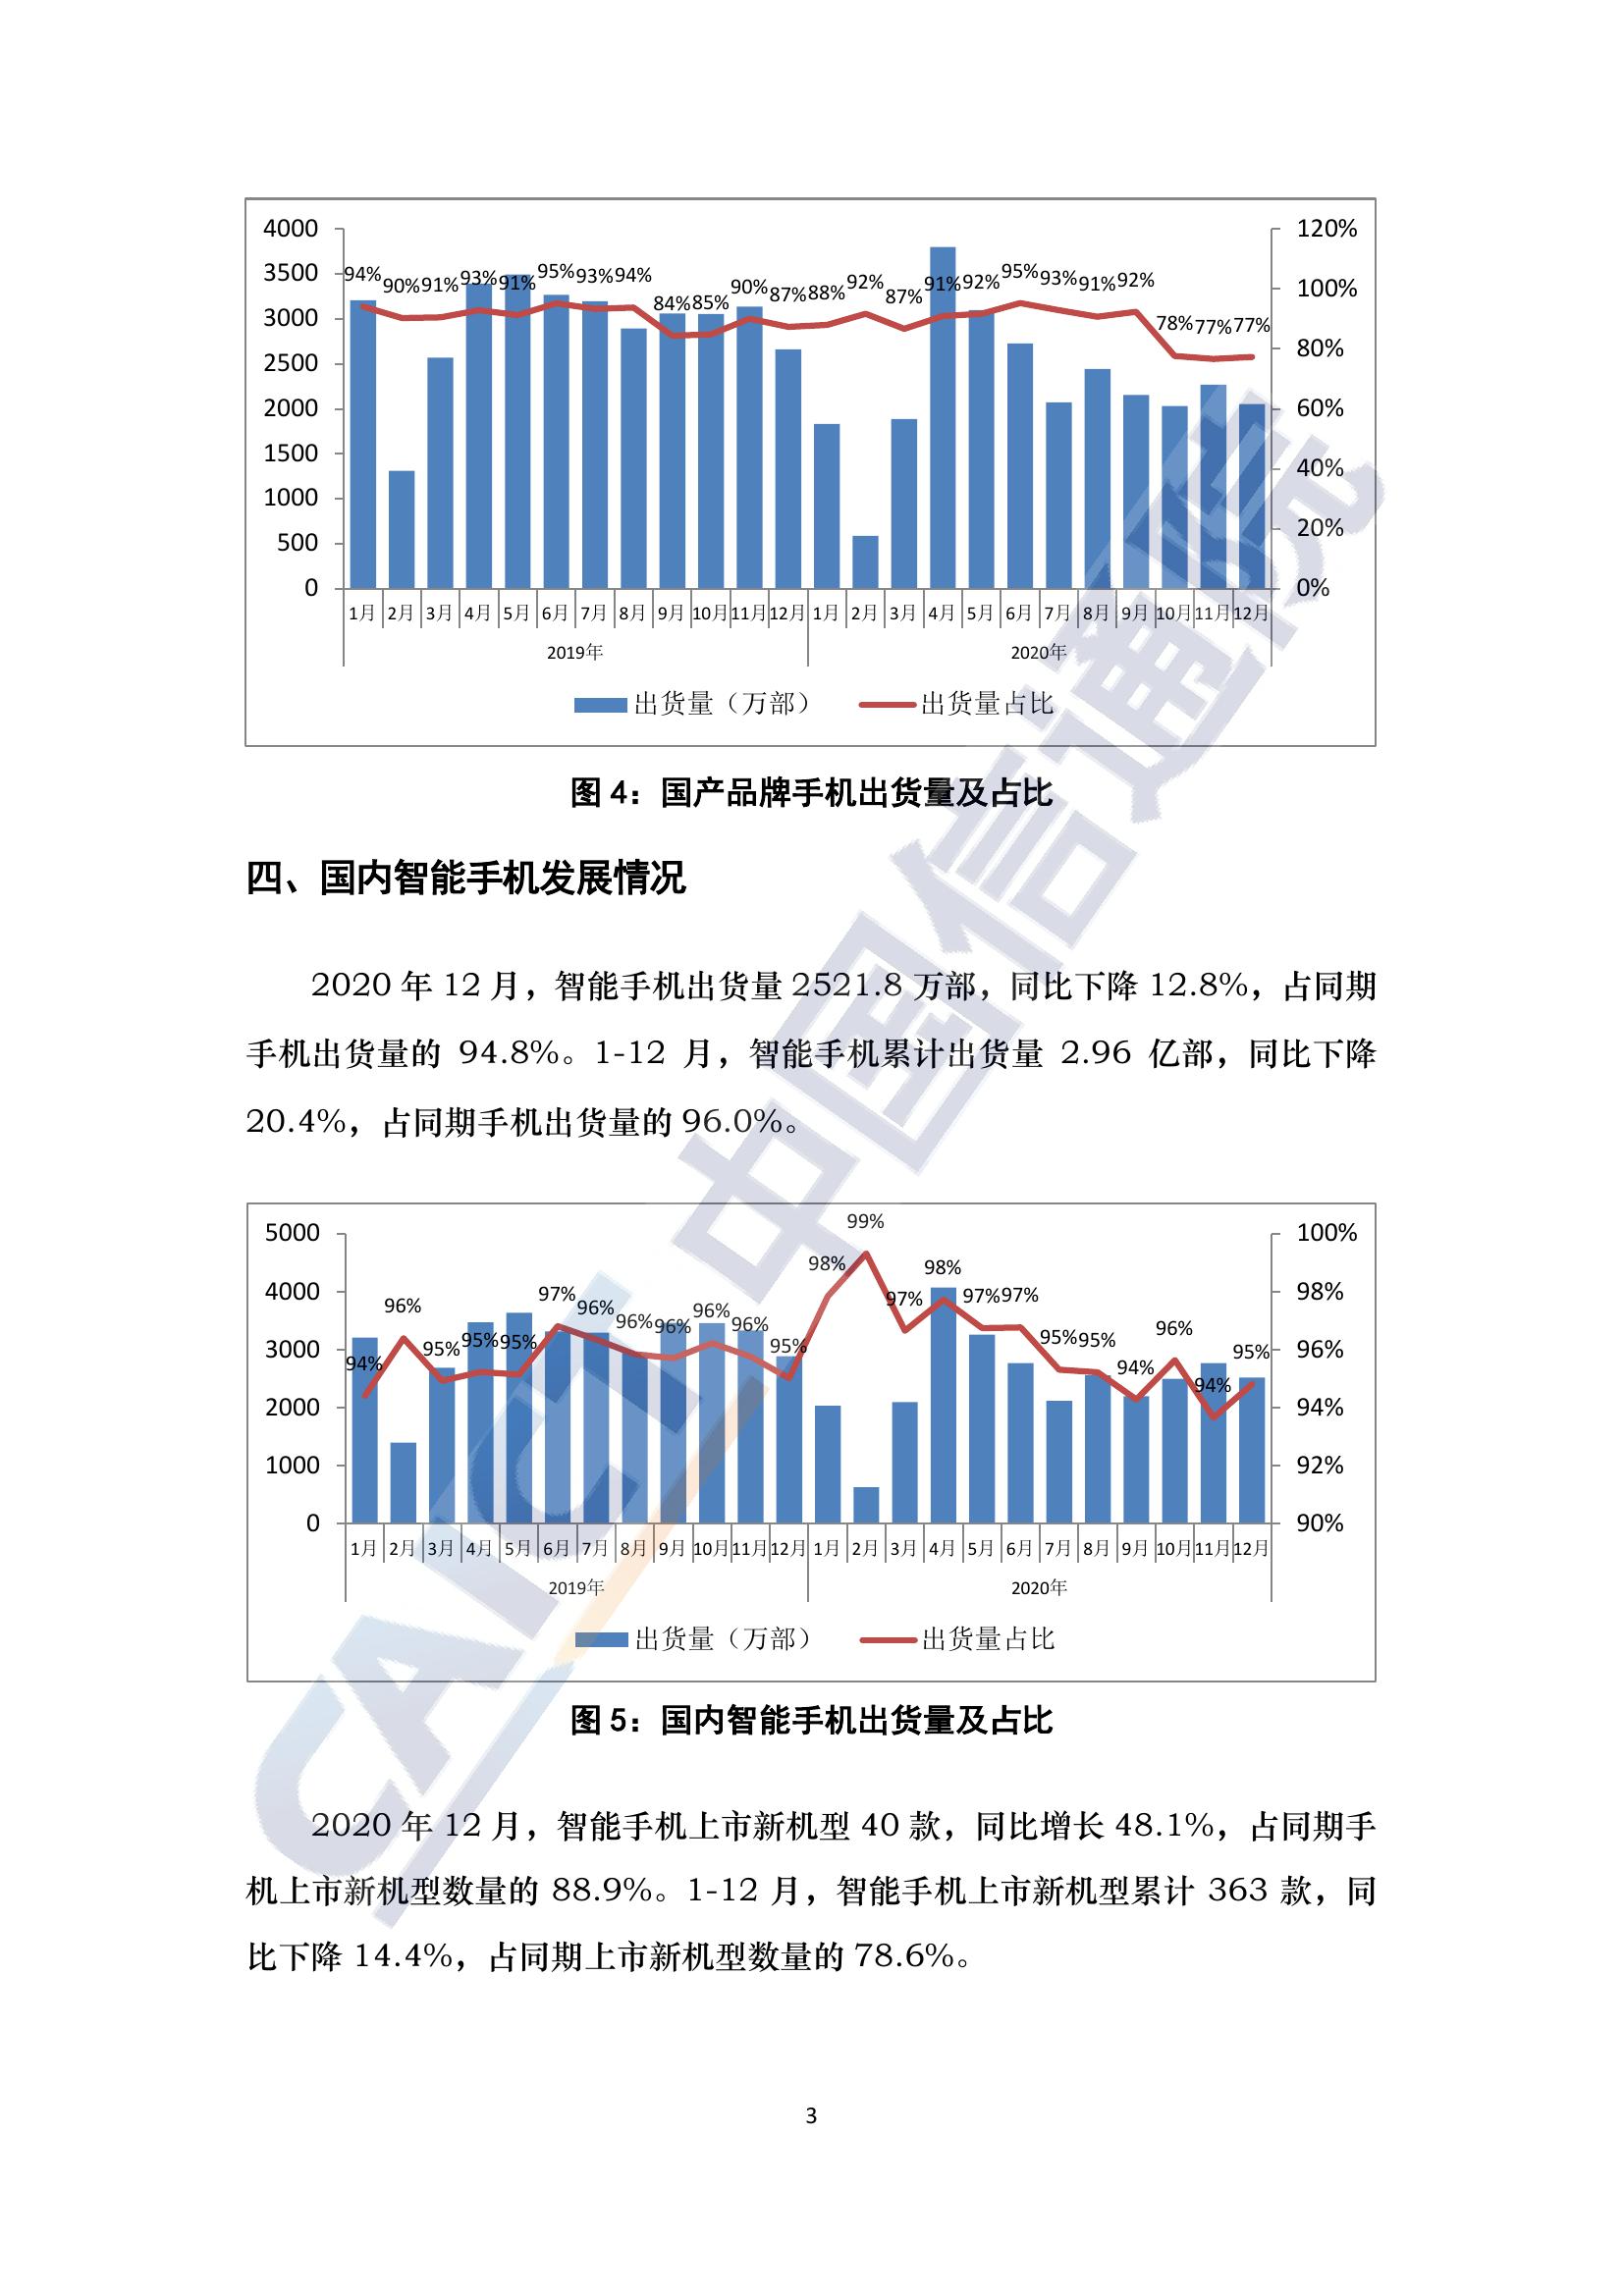 4000
3500
3000
2500
2000
1500
1000
500
0
120%
100%
80%
60%
40%
20%
0%
94% 90% 91% 93% 91% 95% 93% 94% 84% 85% 90% 87% 88% 92% 87% 91% 92% 95% 93% 91% 92% 78% 77% 77%
1月 2月 3月 4月 5月 6月 7月 8月 9月 10月 11月 12月 1月 2月 3月 4月 5月 6月 7月 8月 9月 10月 11月 12月
2019年 2020年
出货量（万部） 出货量占比
图 4：国产品牌手机出货量及占比
四、国内智能手机发展情况
2020 年 12 月，智能手机出货量 2521.8 万部，同比下降 12.8%，占同期
手机出货量的 94.8%。1-12 月，智能手机累计出货量 2.96 亿部，同比下降
20.4%，占同期手机出货量的 96.0%。
5000
4000
3000
2000
1000
0
100%
98%
96%
94%
92%
90%
94% 96% 95% 95% 95% 97% 96% 96% 96% 96% 96% 95% 98% 99% 97% 98% 97% 97% 95% 95% 94% 96% 94% 95%
1月 2月 3月 4月 5月 6月 7月 8月 9月 10月 11月 12月 1月 2月 3月 4月 5月 6月 7月 8月 9月 10月 11月 12月
2019年 2020年
出货量（万部） 出货量占比
图 5：国内智能手机出货量及占比
2020 年 12 月，智能手机上市新机型 40 款，同比增长 48.1%，占同期手
机上市新机型数量的 88.9%。1-12 月，智能手机上市新机型累计 363 款，同
比下降 14.4%，占同期上市新机型数量的 78.6%。
3
CAICT 中国信通院